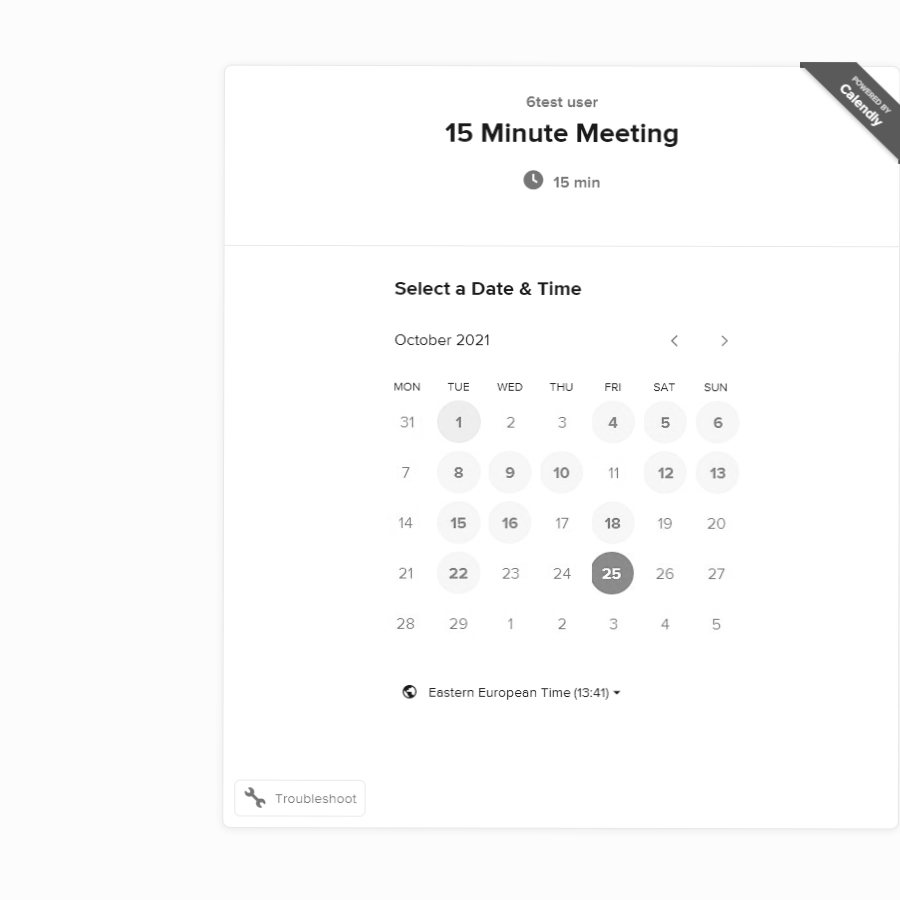 POWERED BY
Calendly
6test user
15 Minute Meeting
15 min
Select a Date & Time
October 2021
MON TUE WED THU FRI SAT SUN
31 1 2 3 4 5 6
7 8 9 10 11 12 13
14 15 16 17 18 19 20
21 22 23 24 25 26 27
28 29 1 2 3 4 5
Eastern European Time (13:41)
Troubleshoot